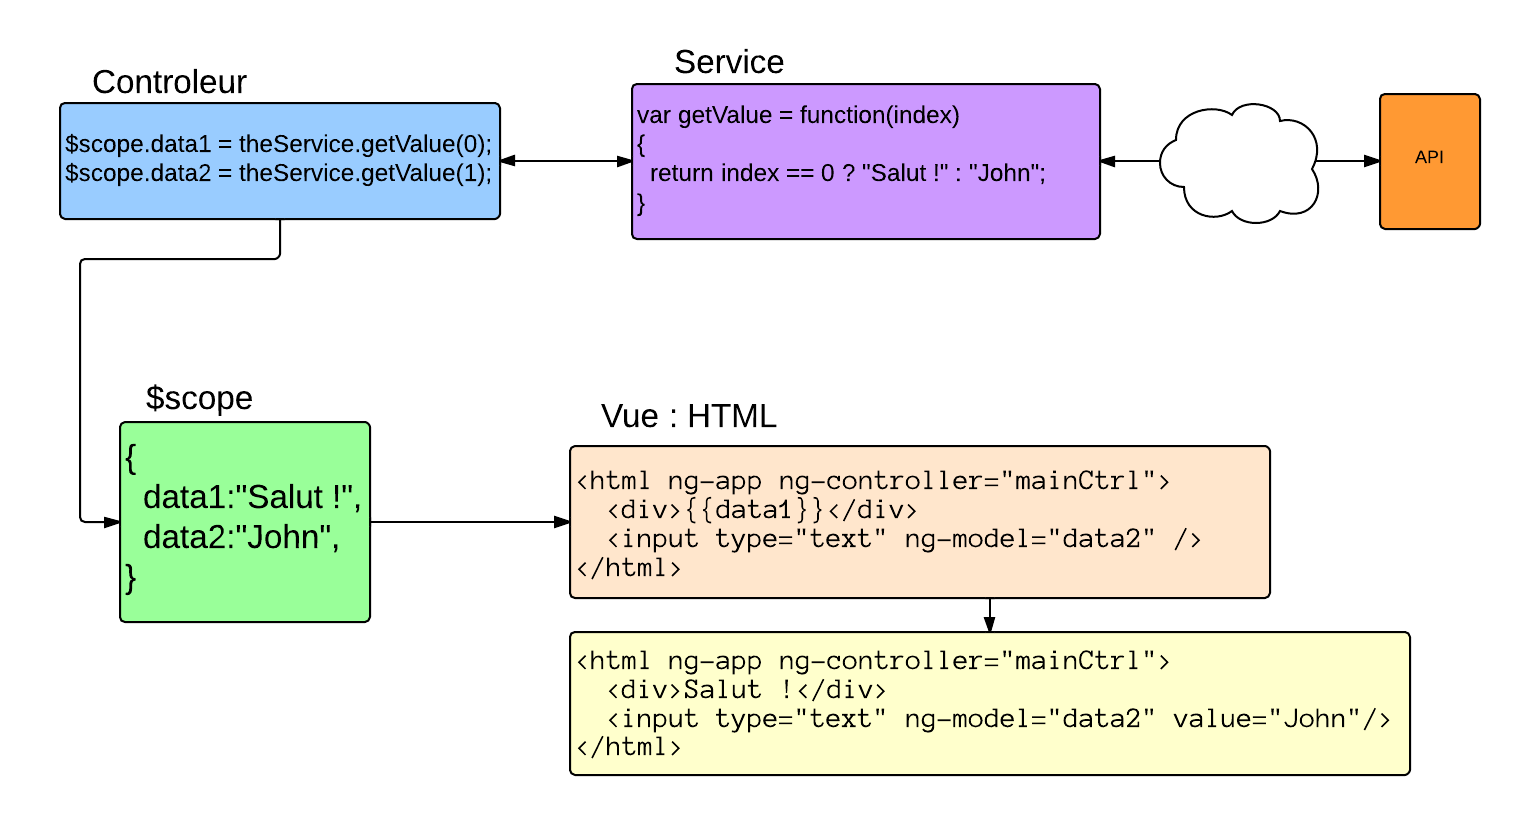 Controleur
$scope.data1 = theService.getValue(0);
$scope.data2 = theService.getValue(1);
Service
var getValue = function(index)
{
  return index == 0 ? "Salut !" : "John";
}
API
$scope
{
  data1:"Salut !",
  data2:"John",
}
Vue : HTML
<html ng-app ng-controller="mainCtrl">
  <div>{{data1}}</div>
  <input type="text" ng-model="data2" />
</html>
<html ng-app ng-controller="mainCtrl">
  <div>Salut !</div>
  <input type="text" ng-model="data2" value="John"/>
</html>